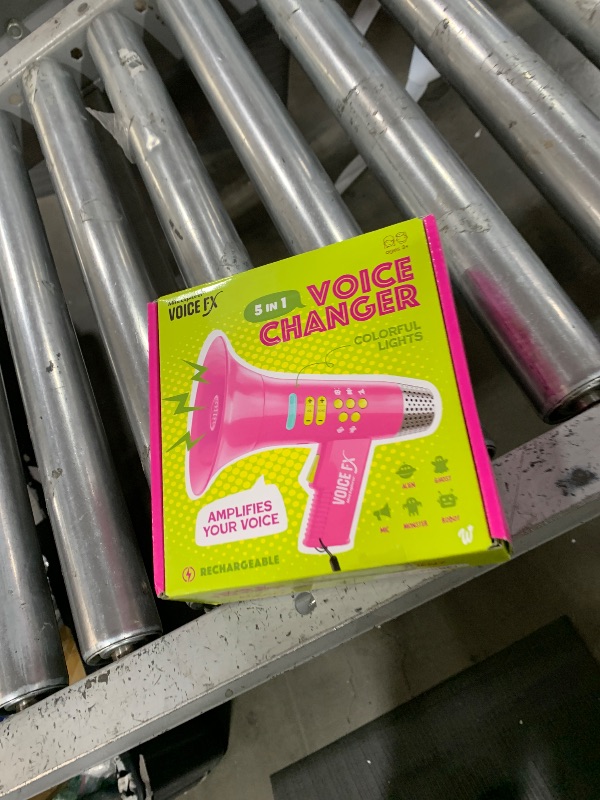 VOICE FX
5 IN 1
VOICE
CHANGER
COLORFUL
LIGHTS
VOICE FX
AMPLIFIES
YOUR VOICE
RECHARGEABLE
ALIEN
GHOST
MIC
MONSTER
ROBOT
W